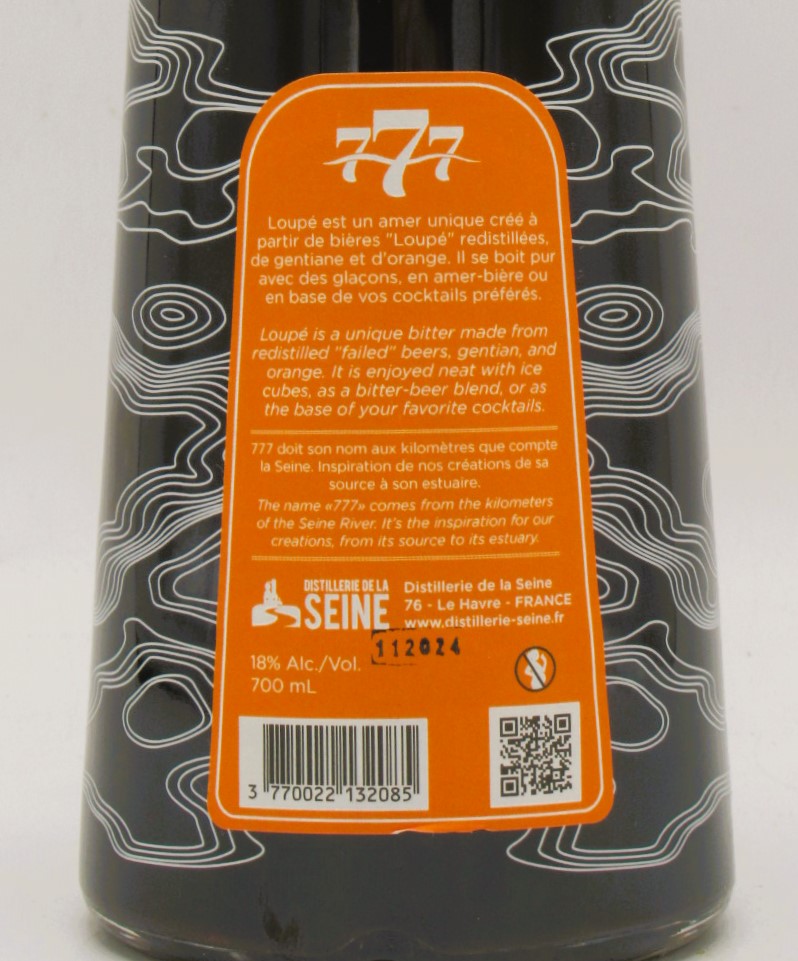 777
Loupé est un amer unique créé à
partir de bières "Loupé" redistillées,
de gentiane et d'orange. Il se boit pur
avec des glaçons, en amer-bière ou
en base de vos cocktails préférés.
Loupé is a unique bitter made from
redistilled "failed" beers, gentian, and
orange. It is enjoyed neat with ice
cubes, as a bitter-beer blend, or as
the base of your favorite cocktails.
777 doit son nom aux kilomètres que compte
la Seine. Inspiration de nos créations de sa
source à son estuaire.
The name «777» comes from the kilometers
of the Seine River. It's the inspiration for our
creations, from its source to its estuary.
DISTILLERIE DE LA
SEINE
Distillerie de la Seine
76 - Le Havre - FRANCE
www.distillerie-seine.fr
112024
18% Alc./Vol.
700 mL
3 770022 132085